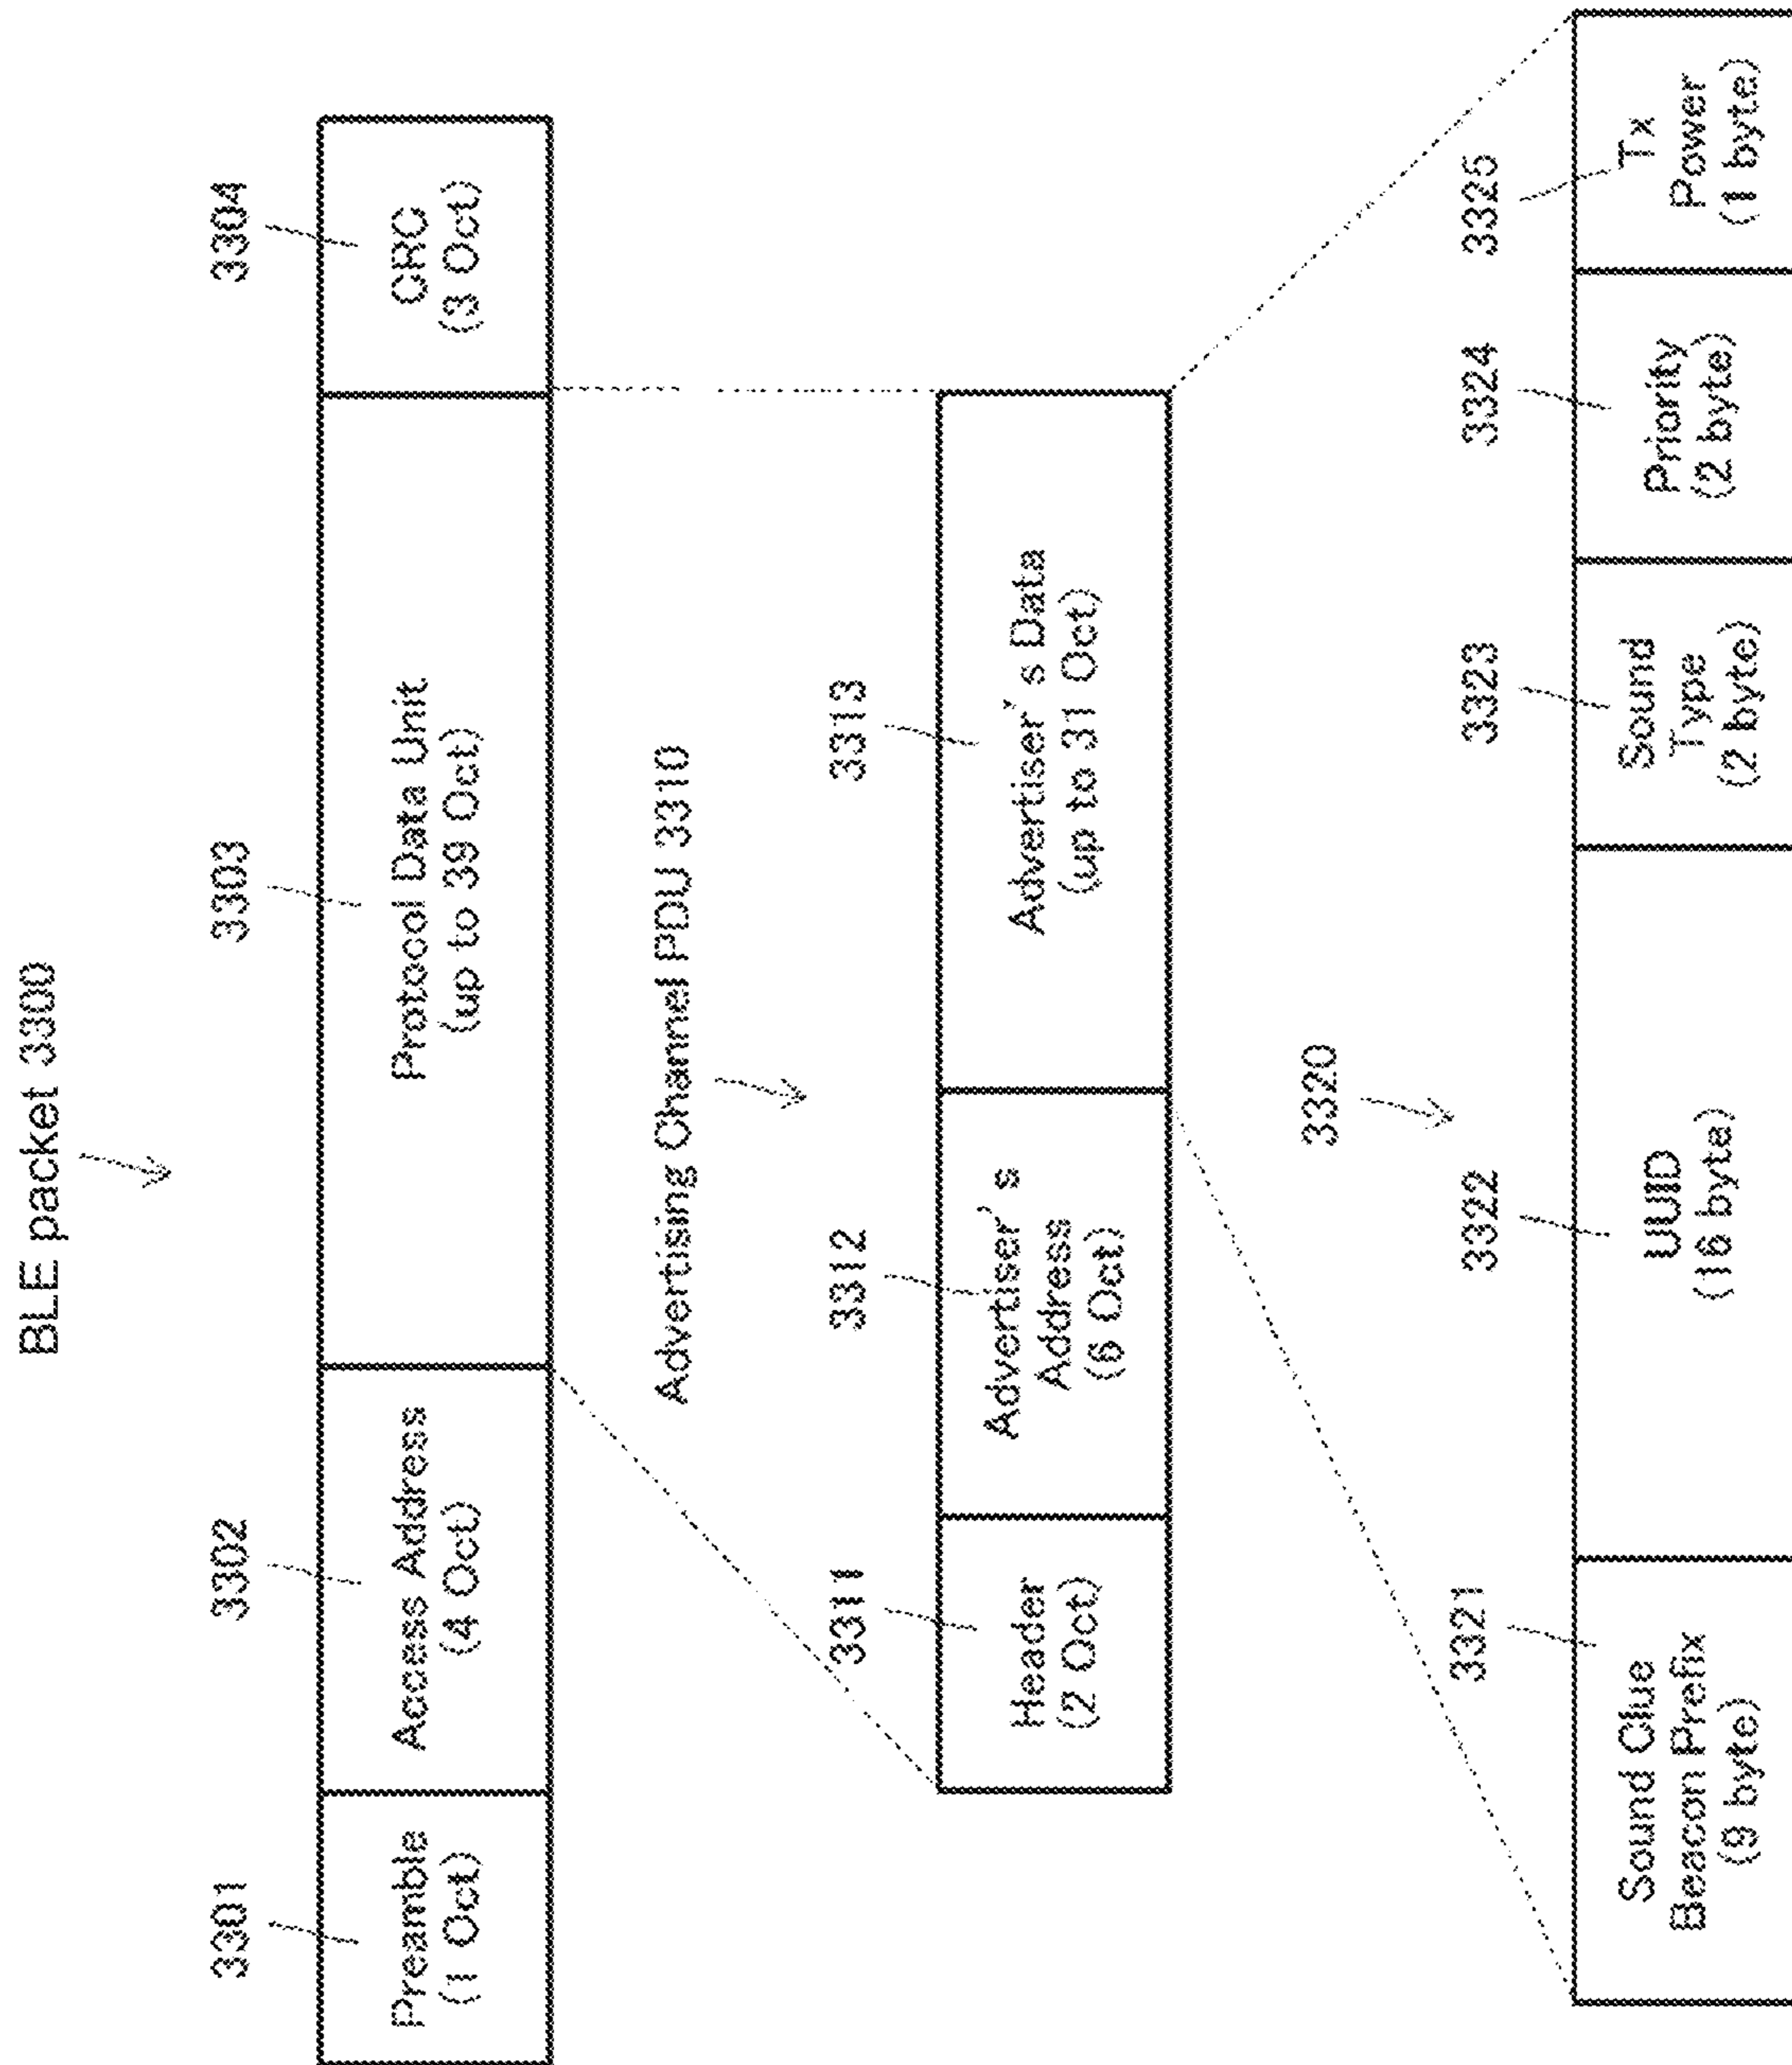 BLE packet 3300
3301
3302
3303
3304
Preamble
(1 Oct)
Access Address
(4 Oct)
Protocol Data Unit
(up to 39 Oct)
CRC
(3 Oct)
Advertising Channel PDU 3310
3311
3312
3313
Header
(2 Oct)
Advertiser's
Address
(6 Oct)
Advertiser's Data
(up to 31 Oct)
3320
3321
3322
3323
3324
3325
Sound Clue
Beacon Prefix
(9 byte)
UUID
(16 byte)
Sound
Type
(2 byte)
Priority
(2 byte)
Tx
Power
(1 byte)